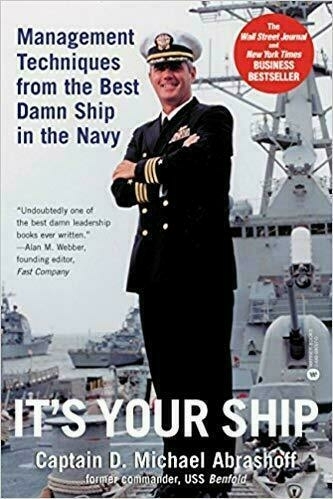 Management
Techniques
from the Best
Damn Ship
in the Navy
The
Wall Street Journal
and
New York Times
BUSINESS
BESTSELLER
"Undoubtedly one of
the best damn leadership
books ever written."
—Alan M. Webber,
founding editor,
Fast Company
IT'S YOUR SHIP
Captain D. Michael Abrashoff
former commander, USS Benfold